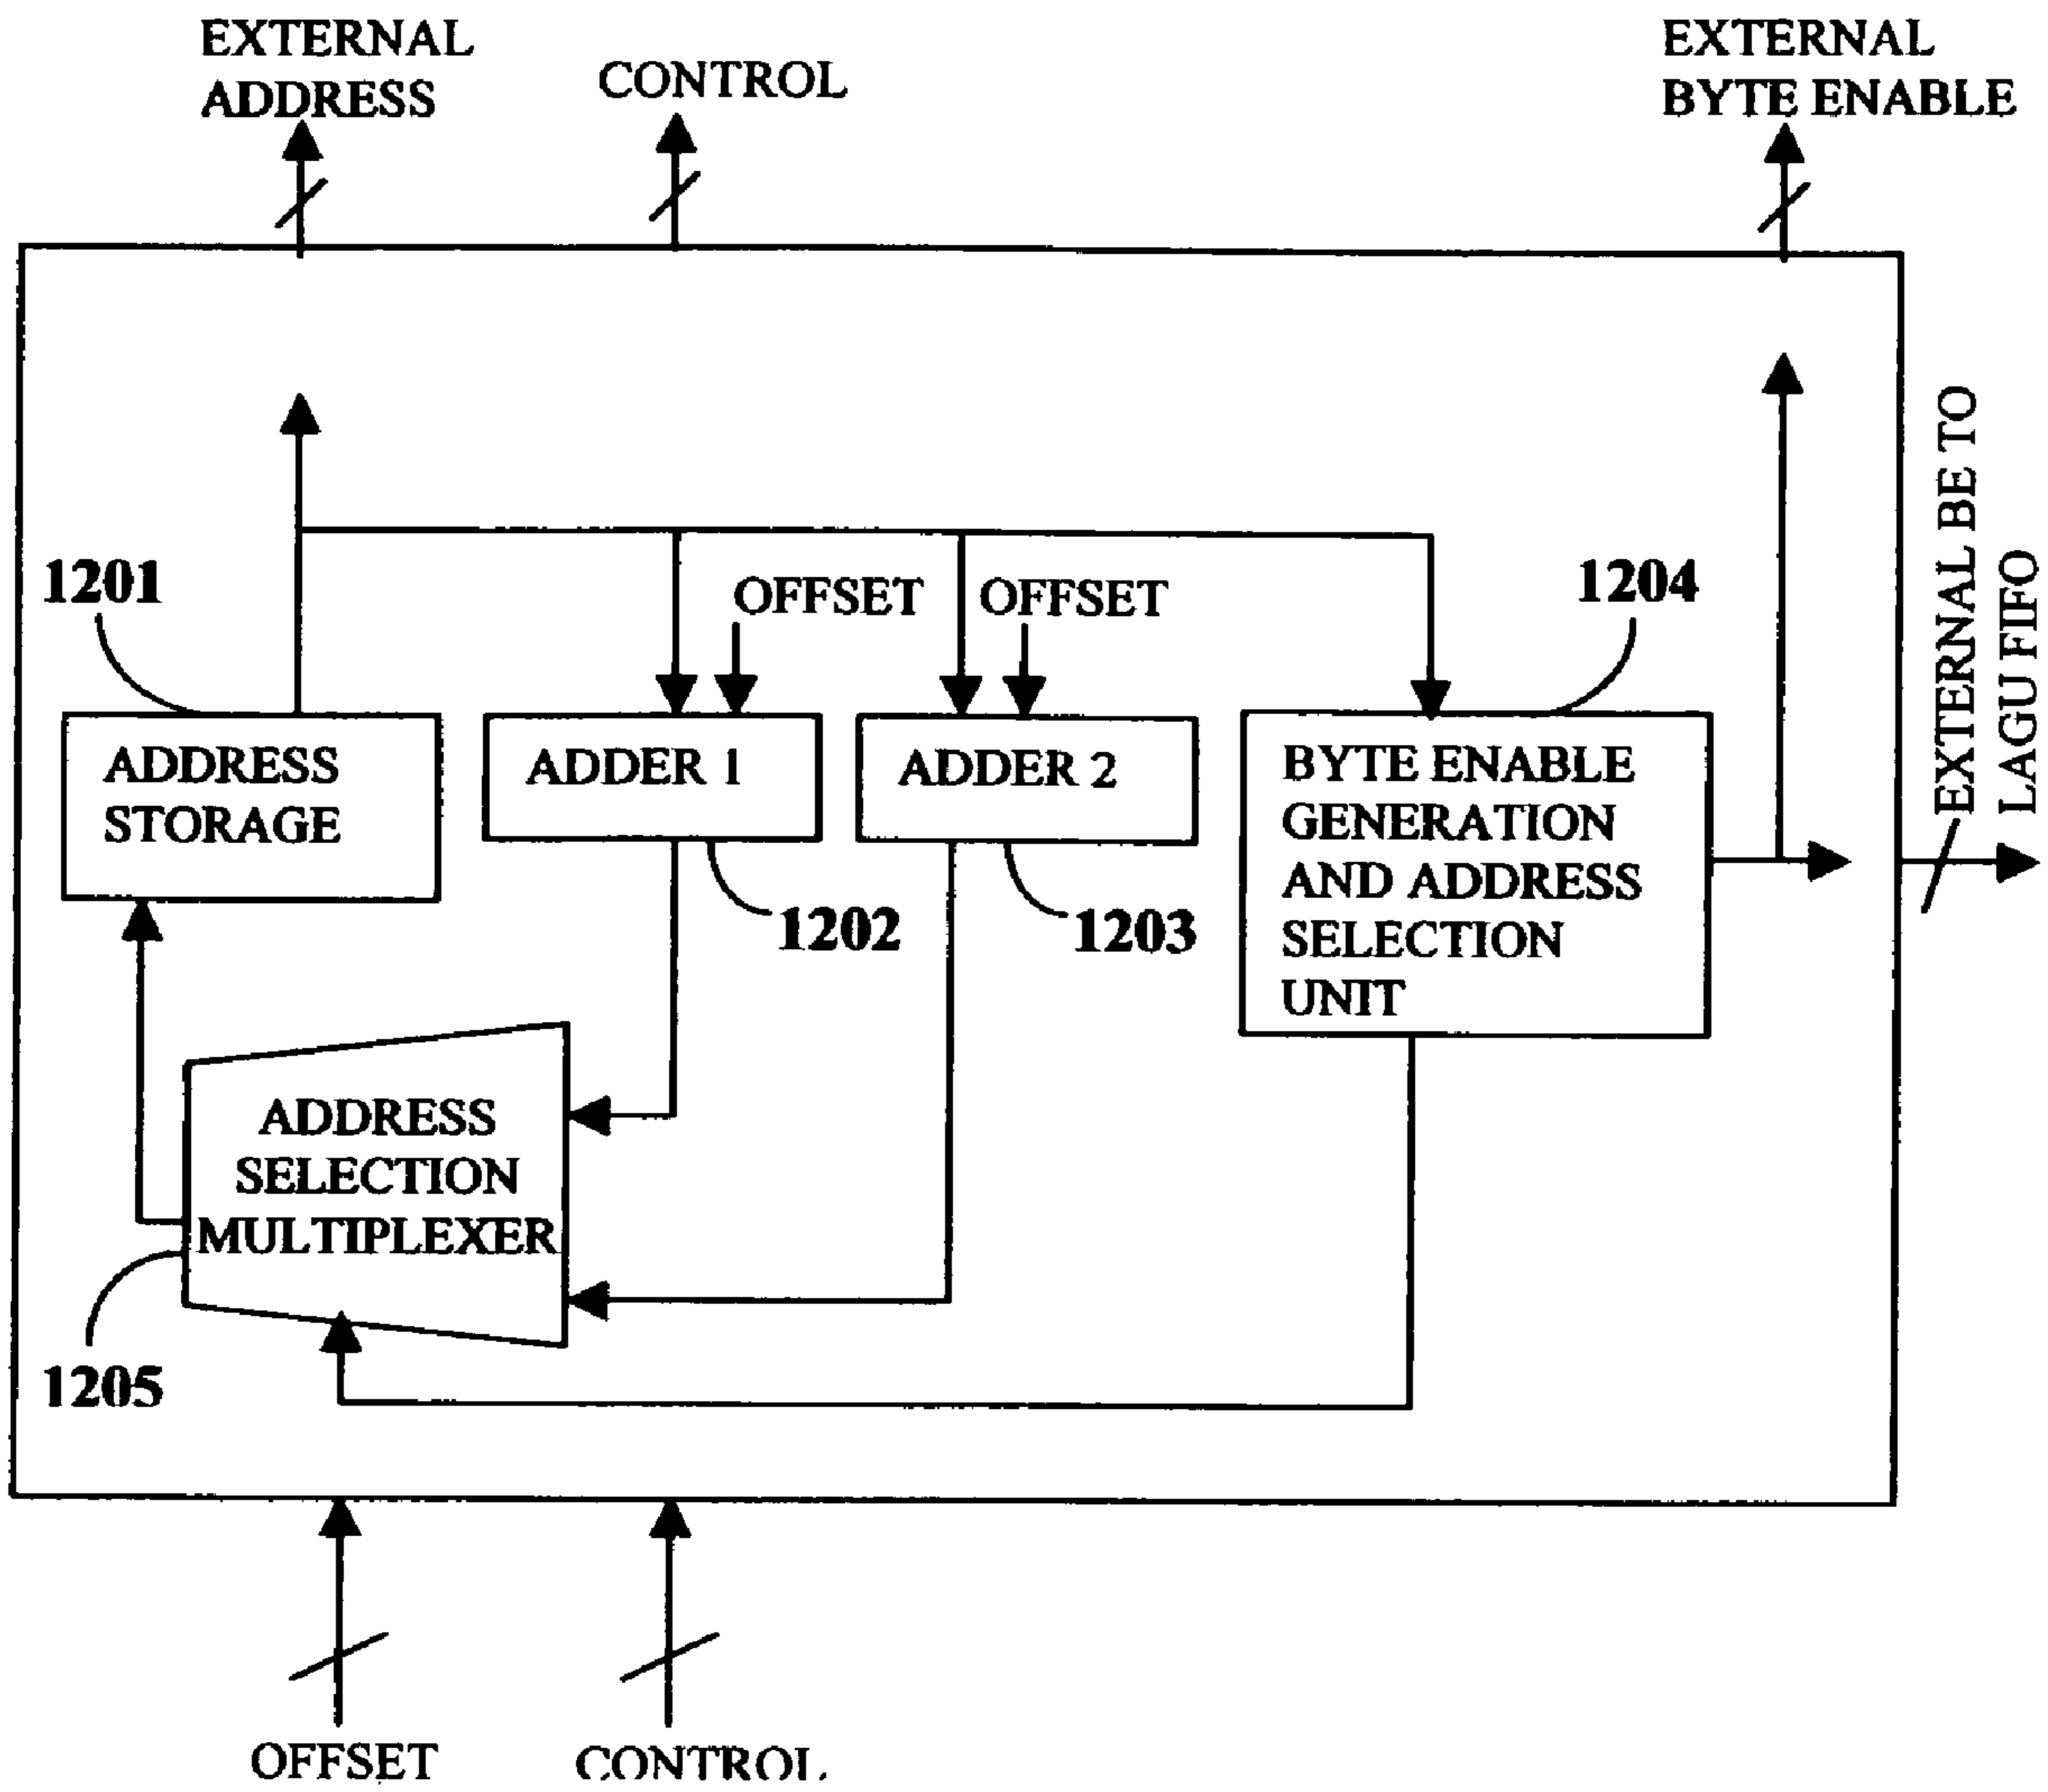 EXTERNAL
ADDRESS
CONTROL
EXTERNAL
BYTE ENABLE
EXTERNAL BE TO
LAGU FIFO
1201
OFFSET
OFFSET
1204
ADDRESS
STORAGE
ADDER 1
ADDER 2
BYTE ENABLE
GENERATION
AND ADDRESS
SELECTION
UNIT
1202
1203
ADDRESS
SELECTION
MULTIPLEXER
1205
OFFSET
CONTROL